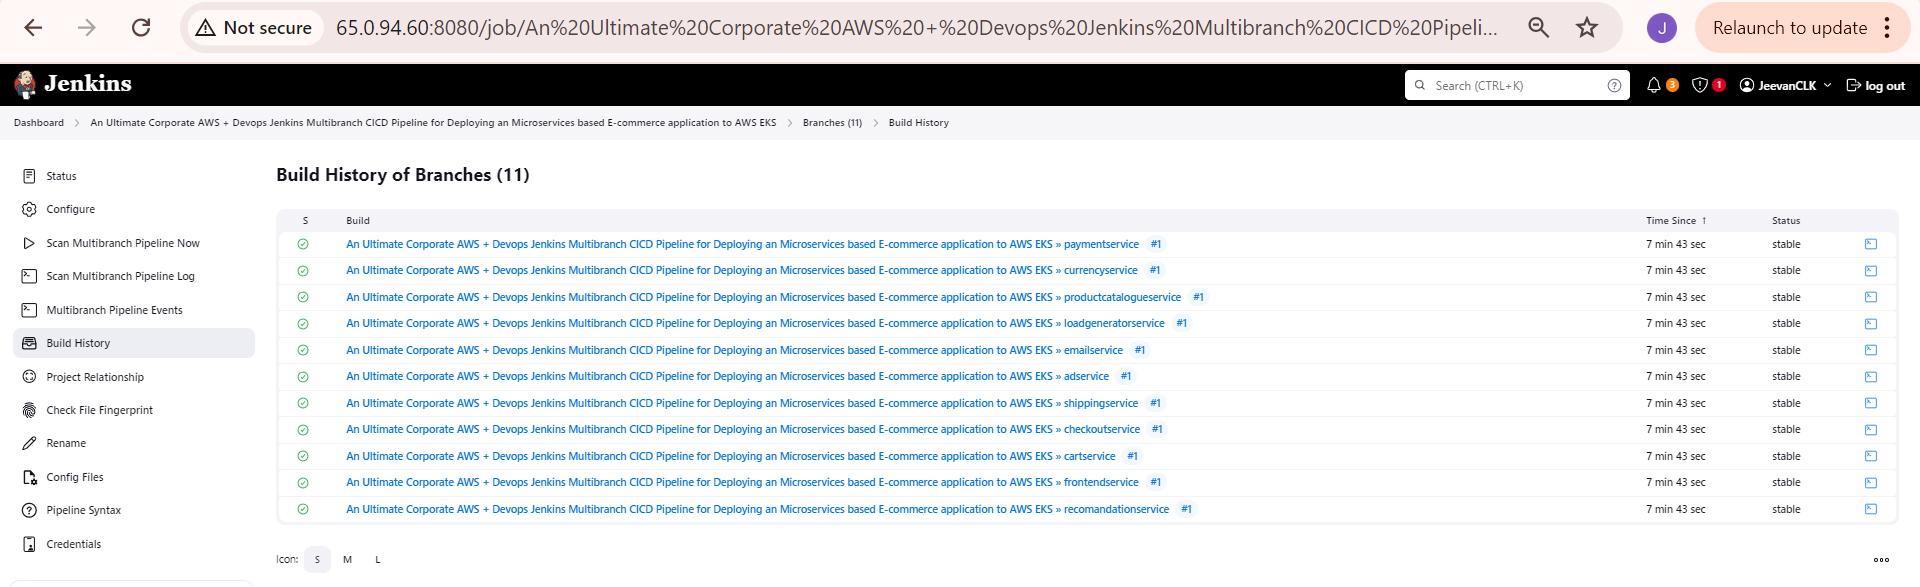 Not secure 65.0.94.60:8080/job/An%20Ultimate%20Corporate%20AWS%20+%20Devops%20Jenkins%20Multibranch%20CICD%20Pipeli... J Relaunch to update
Jenkins Search (CTRL+K) 3 1 JeevanCLK log out
Dashboard An Ultimate Corporate AWS + Devops Jenkins Multibranch CICD Pipeline for Deploying an Microservices based E-commerce application to AWS EKS Branches (11) Build History
Status
Configure
Scan Multibranch Pipeline Now
Scan Multibranch Pipeline Log
Multibranch Pipeline Events
Build History
Project Relationship
Check File Fingerprint
Rename
Config Files
Pipeline Syntax
Credentials
Build History of Branches (11)
S Build Time Since ↑ Status
An Ultimate Corporate AWS + Devops Jenkins Multibranch CICD Pipeline for Deploying an Microservices based E-commerce application to AWS EKS » paymentservice #1 7 min 43 sec stable
An Ultimate Corporate AWS + Devops Jenkins Multibranch CICD Pipeline for Deploying an Microservices based E-commerce application to AWS EKS » currencyservice #1 7 min 43 sec stable
An Ultimate Corporate AWS + Devops Jenkins Multibranch CICD Pipeline for Deploying an Microservices based E-commerce application to AWS EKS » productcatalogueservice #1 7 min 43 sec stable
An Ultimate Corporate AWS + Devops Jenkins Multibranch CICD Pipeline for Deploying an Microservices based E-commerce application to AWS EKS » loadgeneratorservice #1 7 min 43 sec stable
An Ultimate Corporate AWS + Devops Jenkins Multibranch CICD Pipeline for Deploying an Microservices based E-commerce application to AWS EKS » emailservice #1 7 min 43 sec stable
An Ultimate Corporate AWS + Devops Jenkins Multibranch CICD Pipeline for Deploying an Microservices based E-commerce application to AWS EKS » adservice #1 7 min 43 sec stable
An Ultimate Corporate AWS + Devops Jenkins Multibranch CICD Pipeline for Deploying an Microservices based E-commerce application to AWS EKS » shippingservice #1 7 min 43 sec stable
An Ultimate Corporate AWS + Devops Jenkins Multibranch CICD Pipeline for Deploying an Microservices based E-commerce application to AWS EKS » checkoutservice #1 7 min 43 sec stable
An Ultimate Corporate AWS + Devops Jenkins Multibranch CICD Pipeline for Deploying an Microservices based E-commerce application to AWS EKS » cartservice #1 7 min 43 sec stable
An Ultimate Corporate AWS + Devops Jenkins Multibranch CICD Pipeline for Deploying an Microservices based E-commerce application to AWS EKS » frontendservice #1 7 min 43 sec stable
An Ultimate Corporate AWS + Devops Jenkins Multibranch CICD Pipeline for Deploying an Microservices based E-commerce application to AWS EKS » recomandationservice #1 7 min 43 sec stable
Icon: S M L